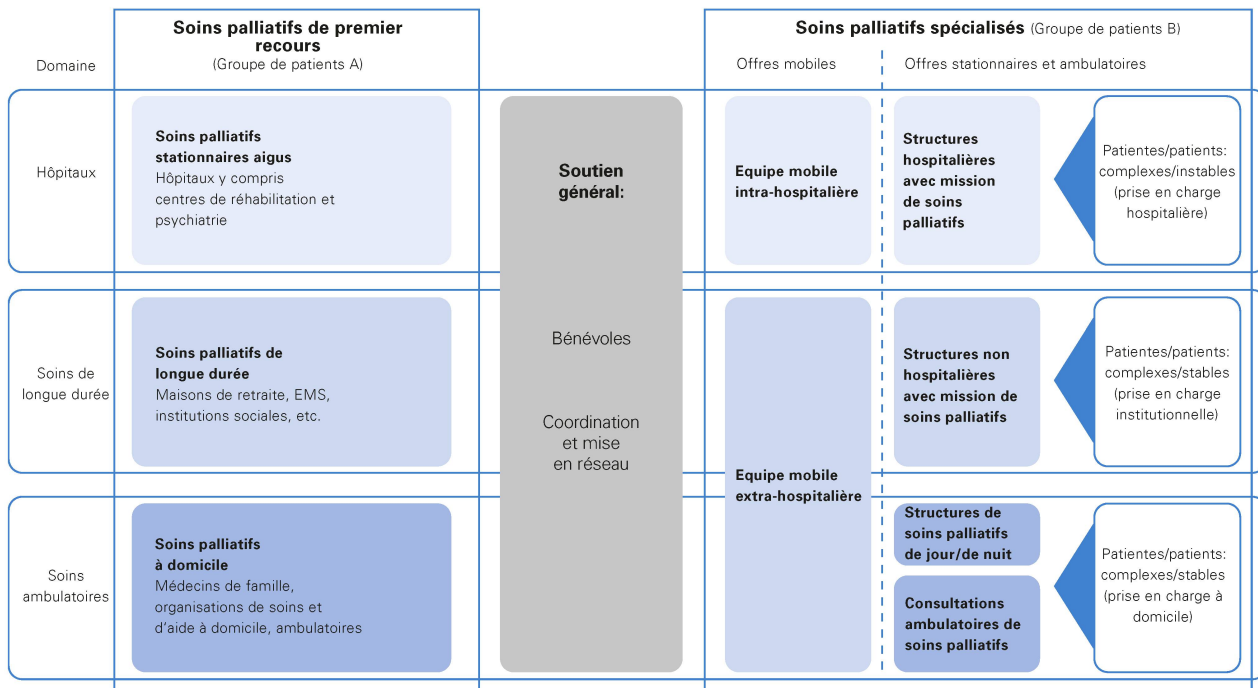 Soins palliatifs de premier
recours
(Groupe de patients A)
Soins palliatifs spécialisés (Groupe de patients B)
Domaine
Offres mobiles
Offres stationnaires et ambulatoires
Hôpitaux
Soins palliatifs
stationnaires aigus
Hôpitaux y compris
centres de réhabilitation et
psychiatrie
Soutien
général:
Bénévoles
Coordination
et mise
en réseau
Equipe mobile
intra-hospitalière
Structures
hospitalières
avec mission
de soins
palliatifs
Patientes/patients:
complexes/instables
(prise en charge
hospitalière)
Soins de
longue durée
Soins palliatifs de
longue durée
Maisons de retraite, EMS,
institutions sociales, etc.
Equipe mobile
extra-hospitalière
Structures non
hospitalières
avec mission de
soins palliatifs
Patientes/patients:
complexes/stables
(prise en charge
institutionnelle)
Soins
ambulatoires
Soins palliatifs
à domicile
Médecins de famille,
organisations de soins et
d'aide à domicile, ambulatoires
Structures de
soins palliatifs
de jour/de nuit
Consultations
ambulatoires de
soins palliatifs
Patientes/patients:
complexes/stables
(prise en charge à
domicile)